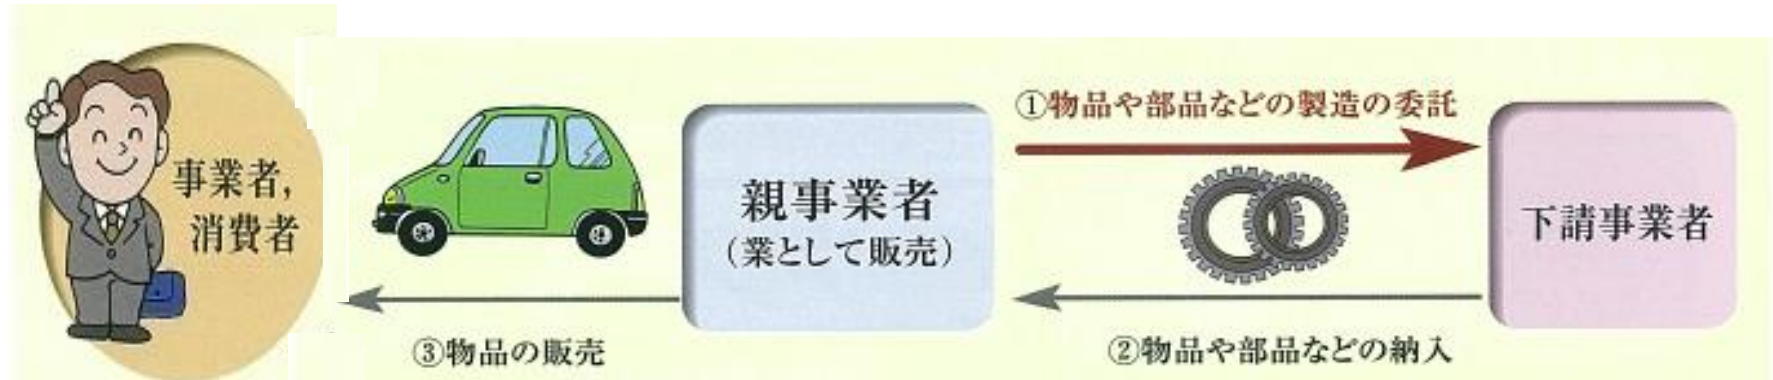 事業者,
消費者
親事業者
（業として販売）
①物品や部品などの製造の委託
下請事業者
②物品や部品などの納入
③物品の販売